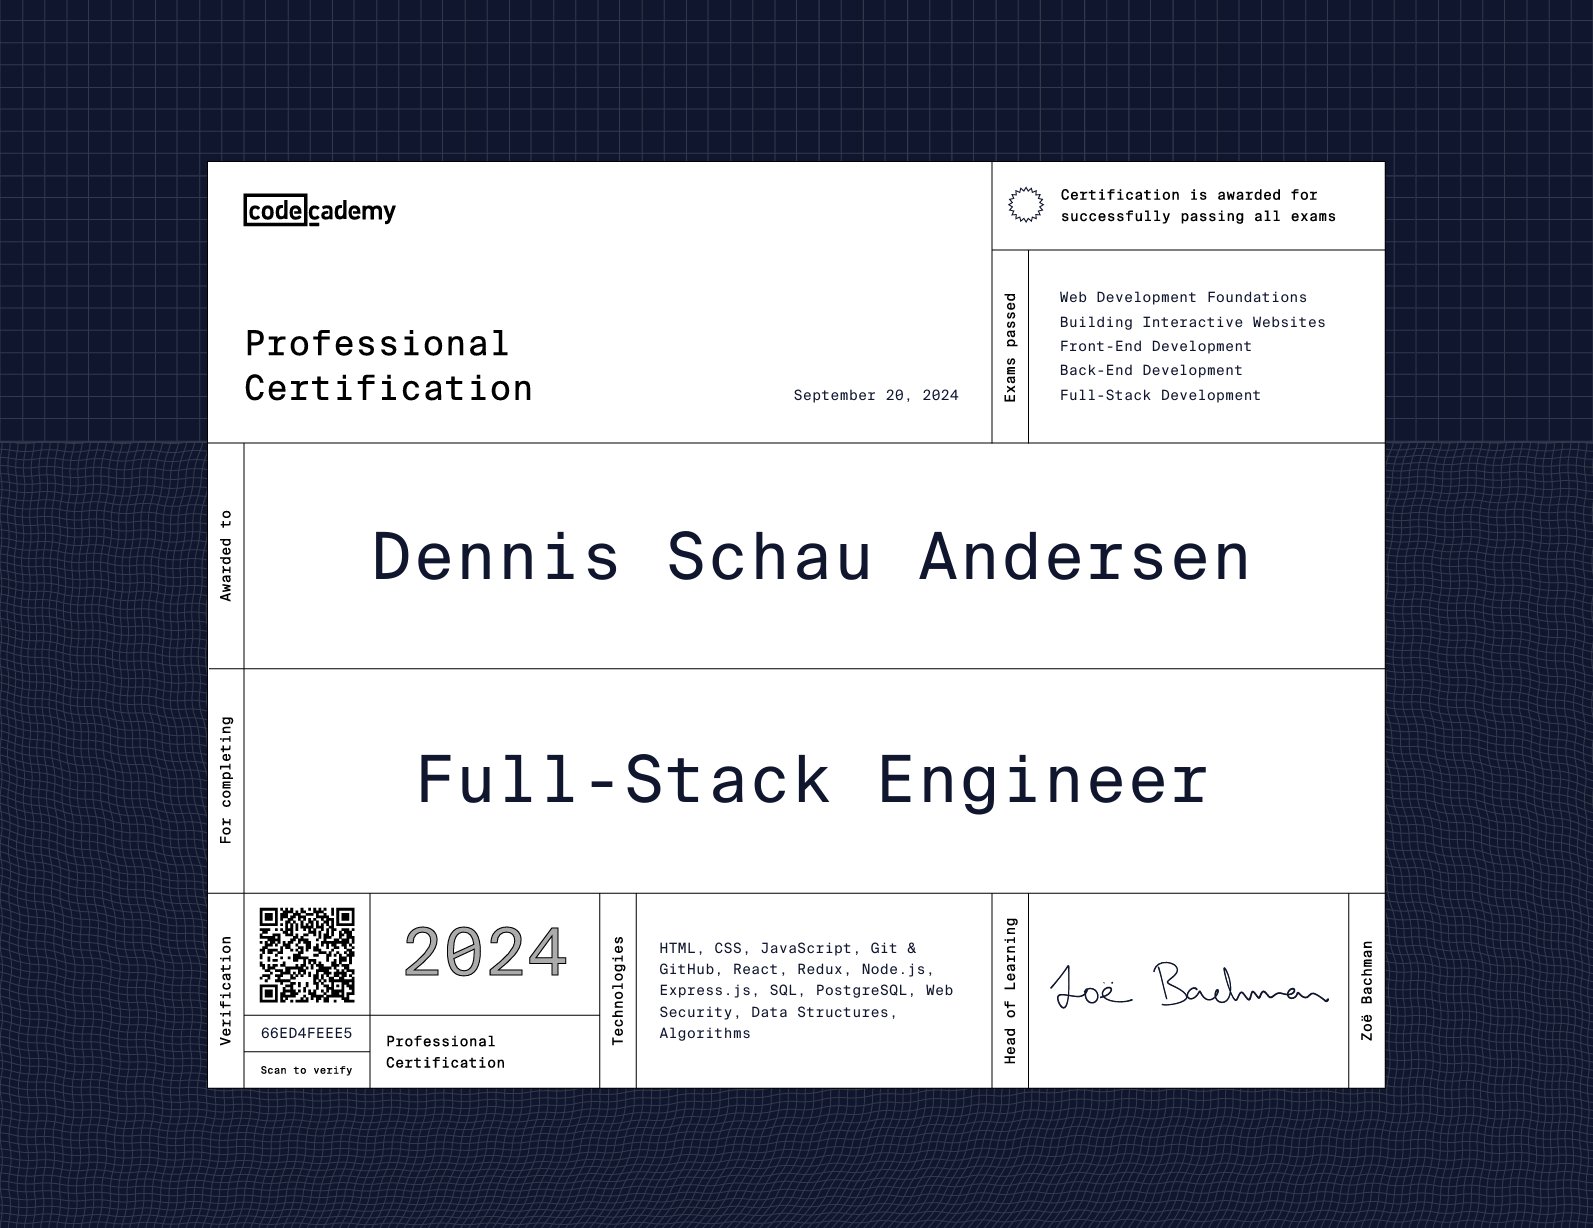 codecademy
Professional
Certification
September 20, 2024
Certification is awarded for
successfully passing all exams
Exams passed
Web Development Foundations
Building Interactive Websites
Front-End Development
Back-End Development
Full-Stack Development
Awarded to
Dennis Schau Andersen
For completing
Full-Stack Engineer
Verification
66ED4FEEE5
Scan to verify
2024
Professional
Certification
Technologies
HTML, CSS, JavaScript, Git &
GitHub, React, Redux, Node.js,
Express.js, SQL, PostgreSQL, Web
Security, Data Structures,
Algorithms
Head of Learning
Zoë Bachman
Zoë Bachman